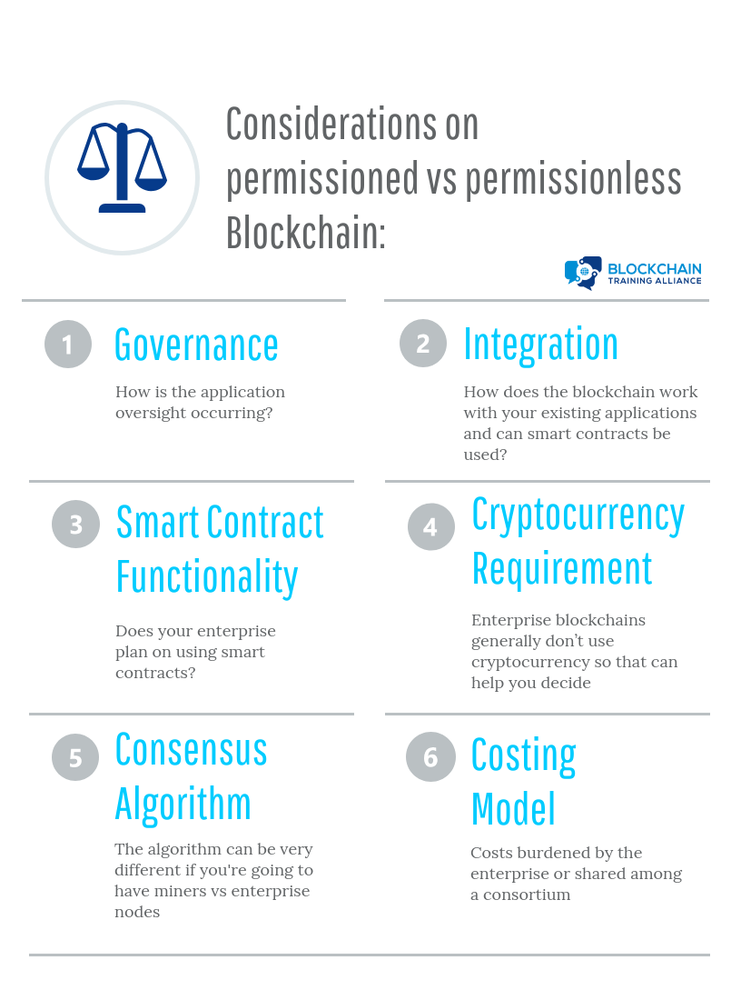 Considerations on
permissioned vs permissionless
Blockchain:
BLOCKCHAIN
TRAINING ALLIANCE
1
Governance
How is the application
oversight occurring?
2
Integration
How does the blockchain work
with your existing applications
and can smart contracts be
used?
3
Smart Contract
Functionality
Does your enterprise
plan on using smart
contracts?
4
Cryptocurrency
Requirement
Enterprise blockchains
generally don’t use
cryptocurrency so that can
help you decide
5
Consensus
Algorithm
The algorithm can be very
different if you're going to
have miners vs enterprise
nodes
6
Costing
Model
Costs burdened by the
enterprise or shared among
a consortium